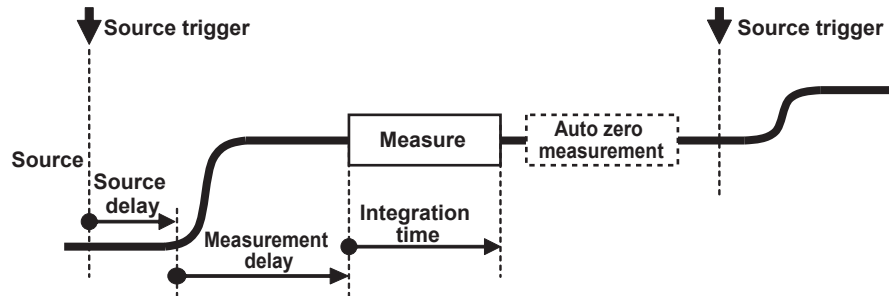 Source trigger
Source trigger
Measure
Auto zero
measurement
Source
Source
delay
Measurement
delay
Integration
time